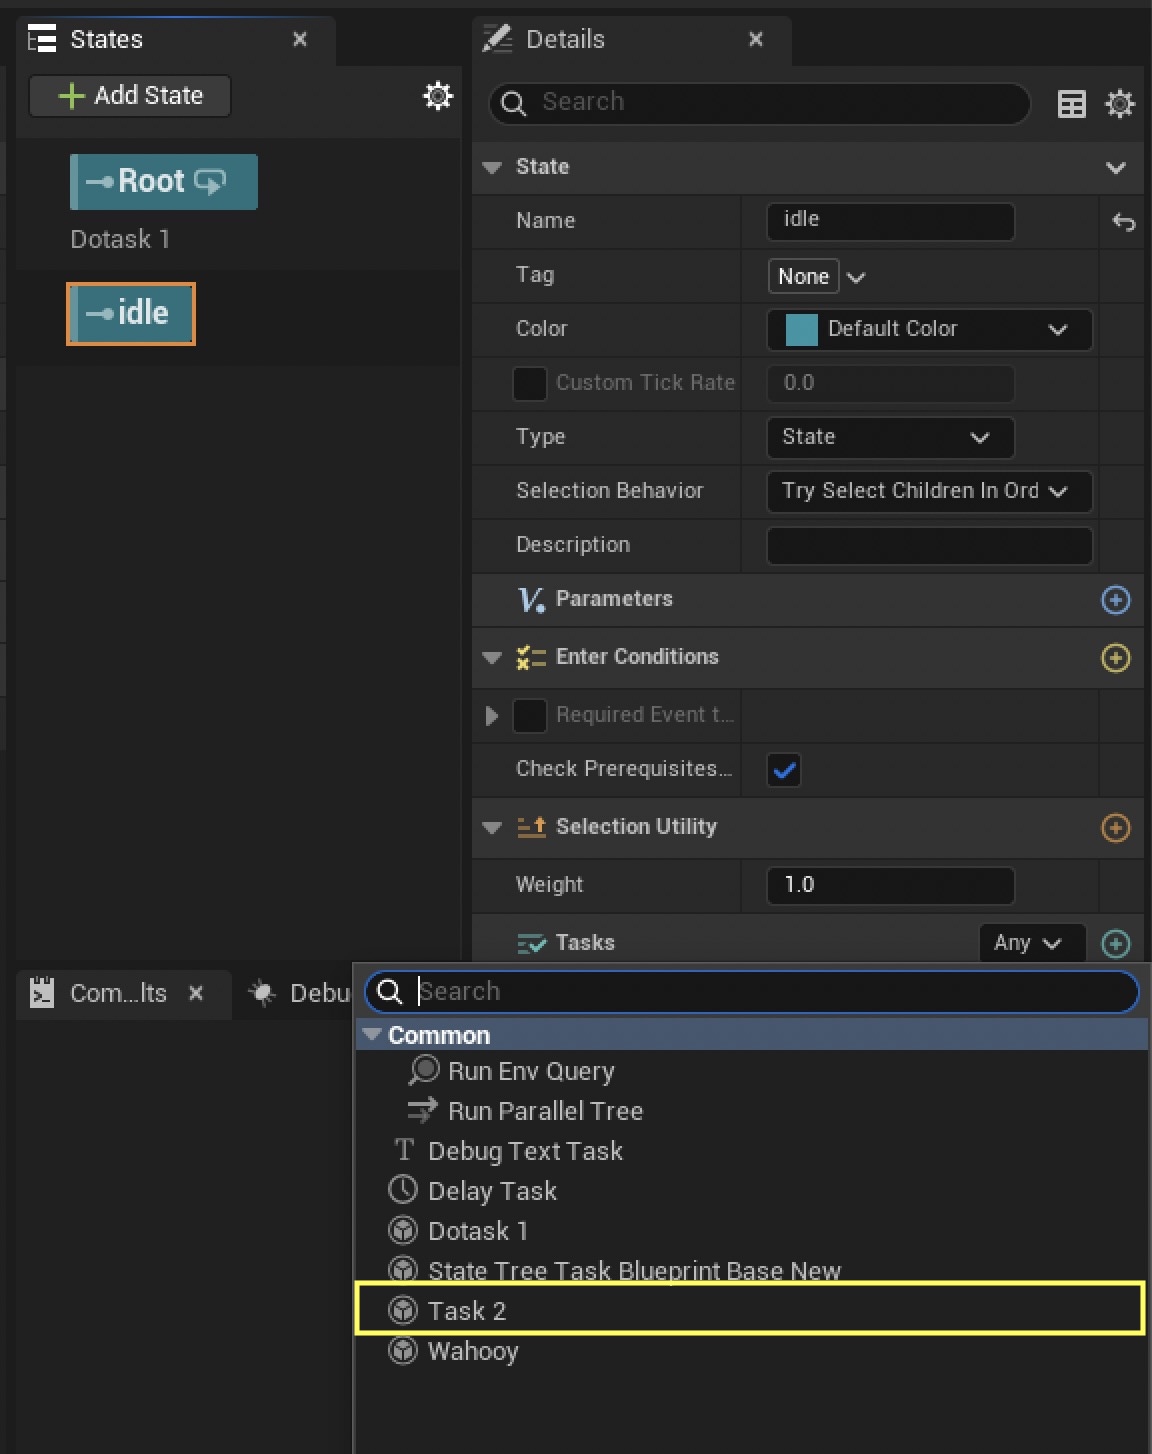 States
Add State
Root
Dotask 1
idle
Details
Search
State
Name
idle
Tag
None
Color
Default Color
Custom Tick Rate
0.0
Type
State
Selection Behavior
Try Select Children In Ord
Description
Parameters
Enter Conditions
Required Event t...
Check Prerequisites...
Selection Utility
Weight
1.0
Tasks
Any
Com...lts
Debu
Search
Common
Run Env Query
Run Parallel Tree
Debug Text Task
Delay Task
Dotask 1
State Tree Task Blueprint Base New
Task 2
Wahooy